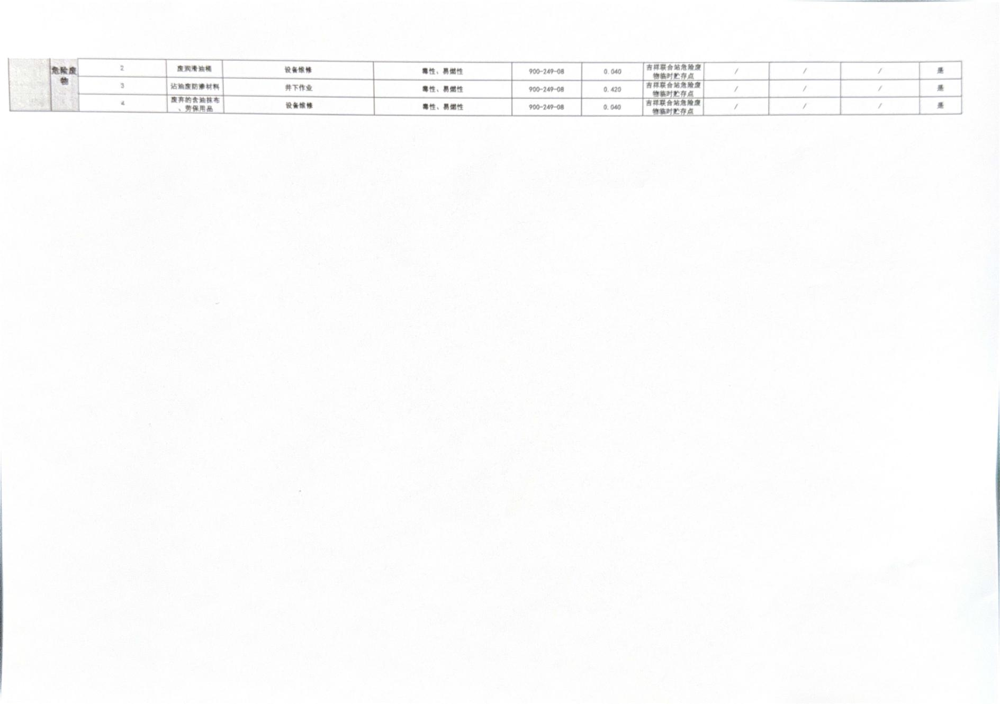 危险废
物
2 废润滑油桶 设备维修 毒性、易燃性 900-249-08 0.040 吉祥联合站危险废
物临时贮存点 / / / 是
3 沾油废防渗材料 井下作业 毒性、易燃性 900-249-08 0.420 吉祥联合站危险废
物临时贮存点 / / / 是
4 废弃的含油抹布
、劳保用品 设备维修 毒性、易燃性 900-249-08 0.040 吉祥联合站危险废
物临时贮存点 / / / 是